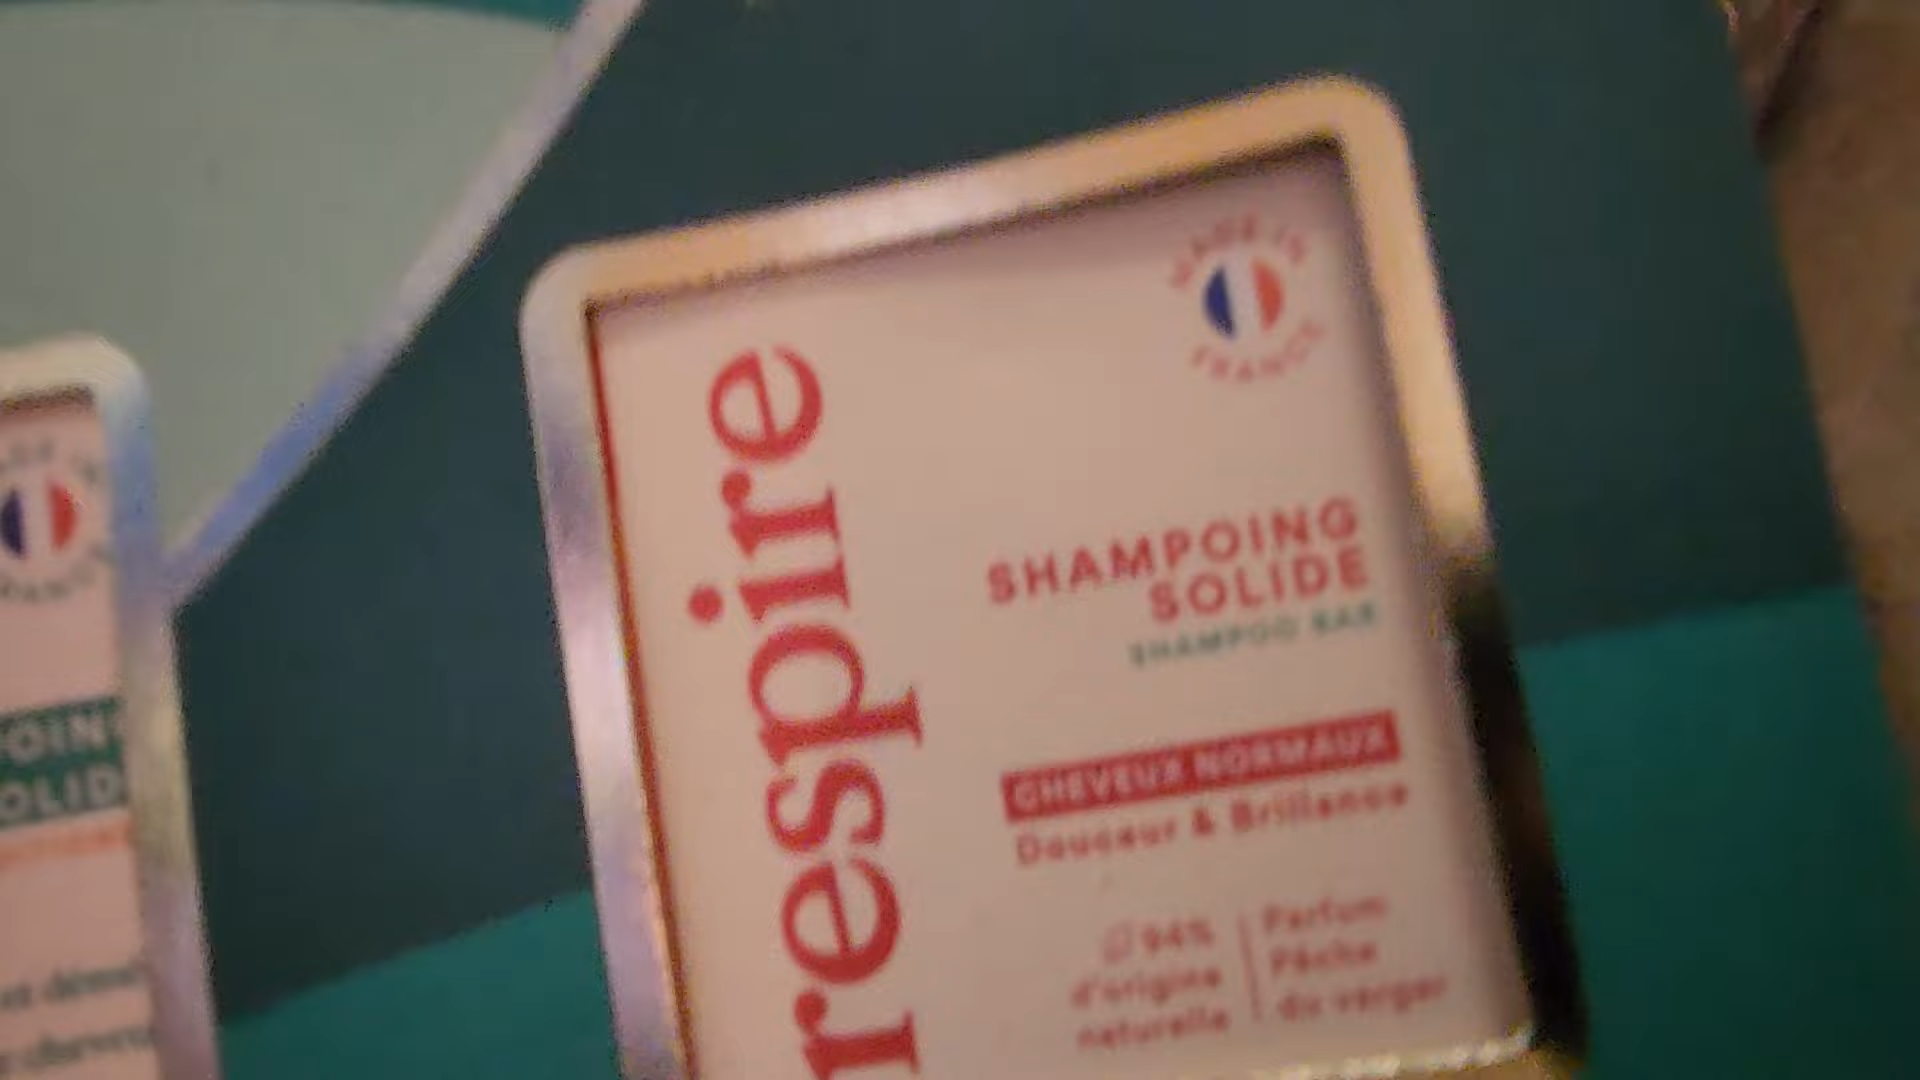 respire
MADE IN
FRANCE
SHAMPOING
SOLIDE
SHAMPOO BAR
CHEVEUX NORMAUX
Douceur & Brillance
94%
d'origine
naturelle
Parfum
Pêche
du verger